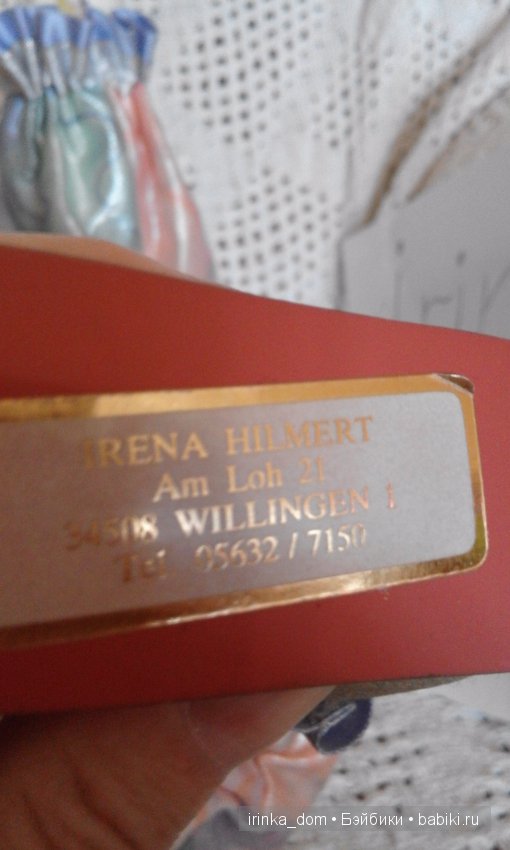 IRENA HILMERT
Am Loh 21
34508 WILLINGEN 1
Tel. 05632 / 7150
irinka_dom • Бэйбики • babiki.ru